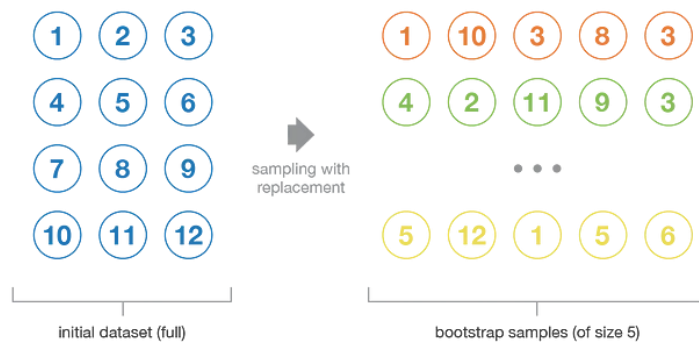 1 2 3
1 10 3 8 3
4 5 6
4 2 11 9 3
sampling with
replacement
7 8 9
10 11 12
5 12 1 5 6
initial dataset (full)
bootstrap samples (of size 5)